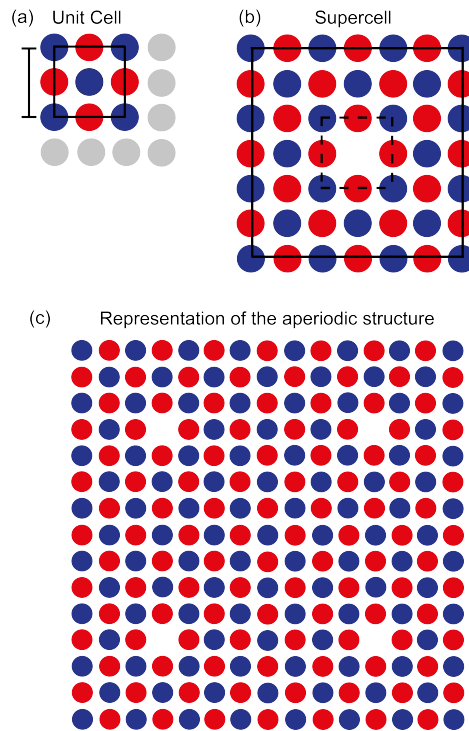 (a) Unit Cell
(b) Supercell
(c) Representation of the aperiodic structure